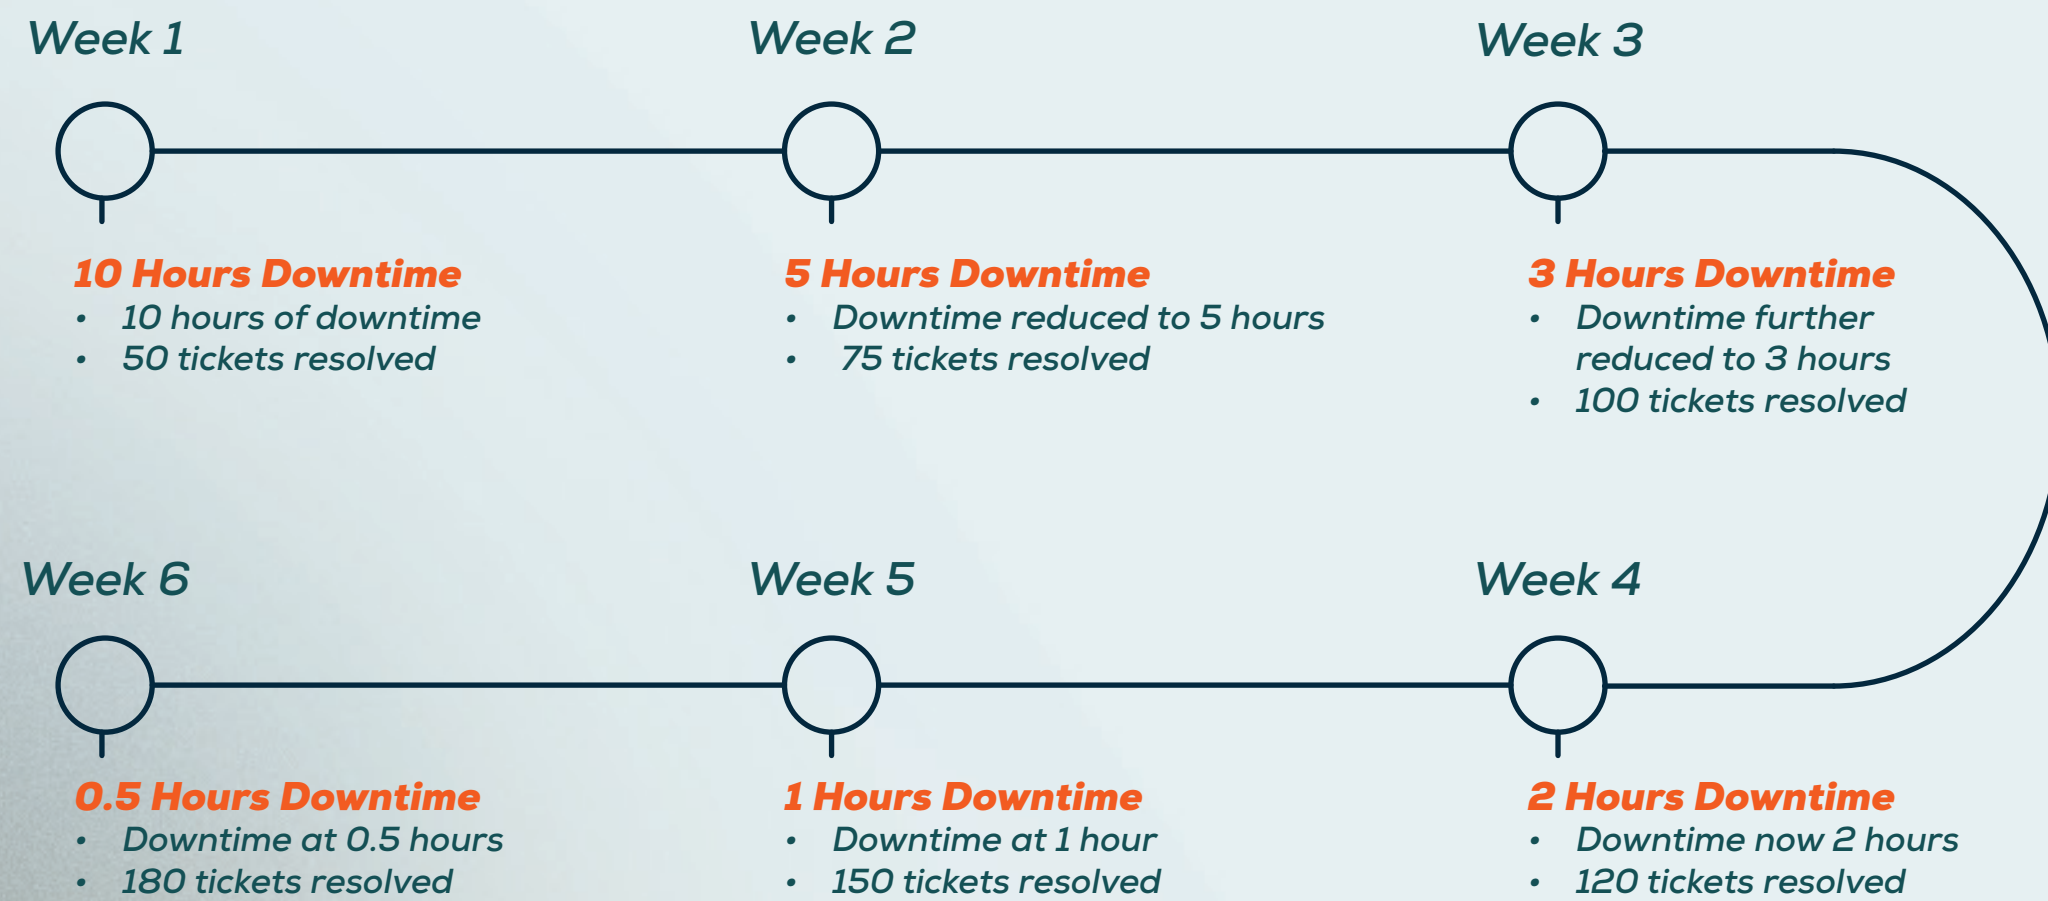 Week 1
Week 2
Week 3
10 Hours Downtime
• 10 hours of downtime
• 50 tickets resolved
5 Hours Downtime
• Downtime reduced to 5 hours
• 75 tickets resolved
3 Hours Downtime
• Downtime further
reduced to 3 hours
• 100 tickets resolved
Week 6
Week 5
Week 4
0.5 Hours Downtime
• Downtime at 0.5 hours
• 180 tickets resolved
1 Hours Downtime
• Downtime at 1 hour
• 150 tickets resolved
2 Hours Downtime
• Downtime now 2 hours
• 120 tickets resolved